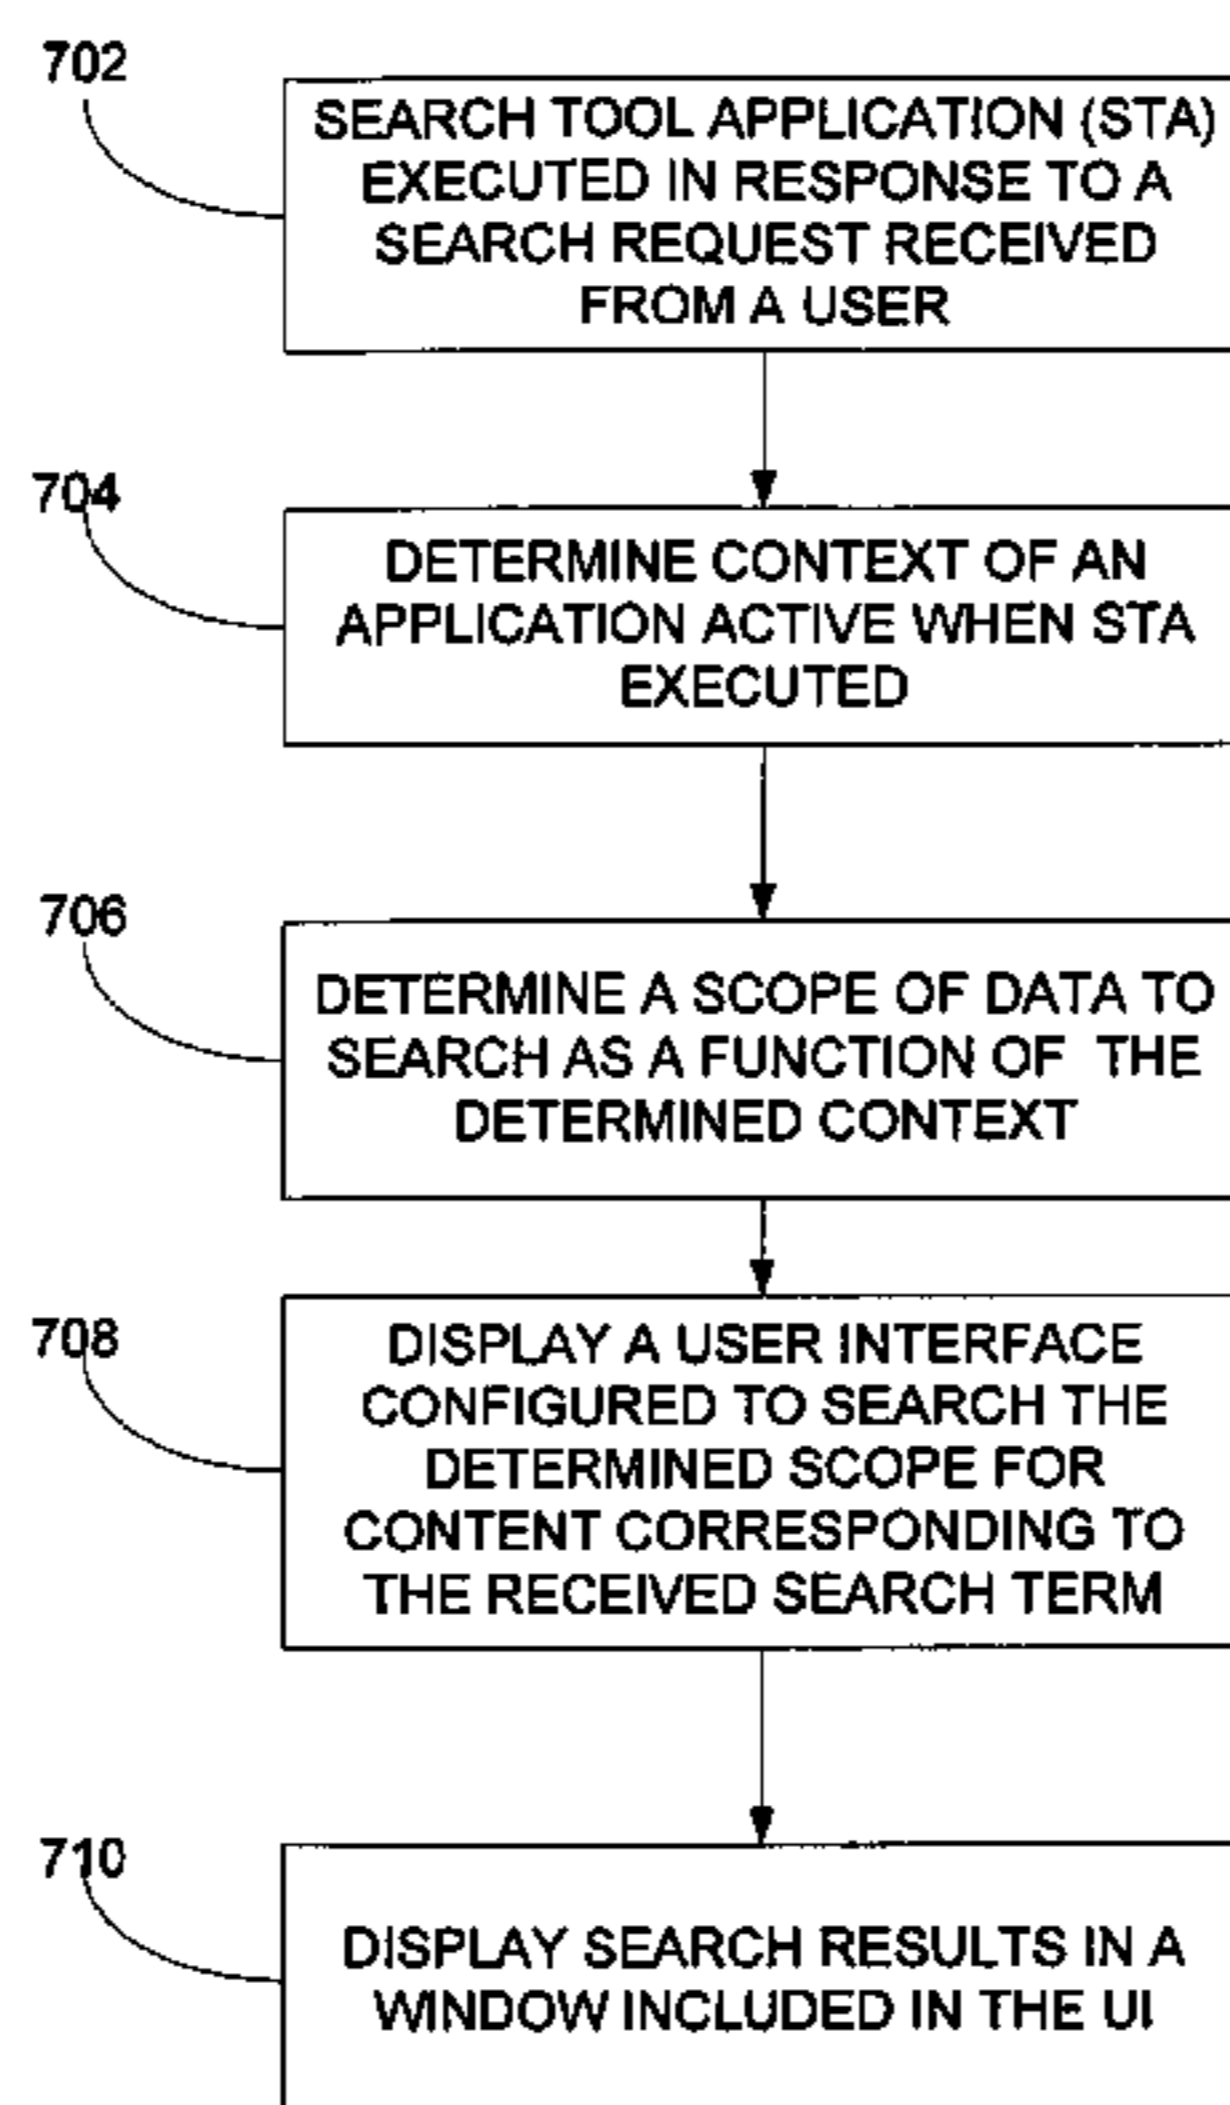 702
SEARCH TOOL APPLICATION (STA)
EXECUTED IN RESPONSE TO A
SEARCH REQUEST RECEIVED
FROM A USER
704
DETERMINE CONTEXT OF AN
APPLICATION ACTIVE WHEN STA
EXECUTED
706
DETERMINE A SCOPE OF DATA TO
SEARCH AS A FUNCTION OF THE
DETERMINED CONTEXT
708
DISPLAY A USER INTERFACE
CONFIGURED TO SEARCH THE
DETERMINED SCOPE FOR
CONTENT CORRESPONDING TO
THE RECEIVED SEARCH TERM
710
DISPLAY SEARCH RESULTS IN A
WINDOW INCLUDED IN THE UI